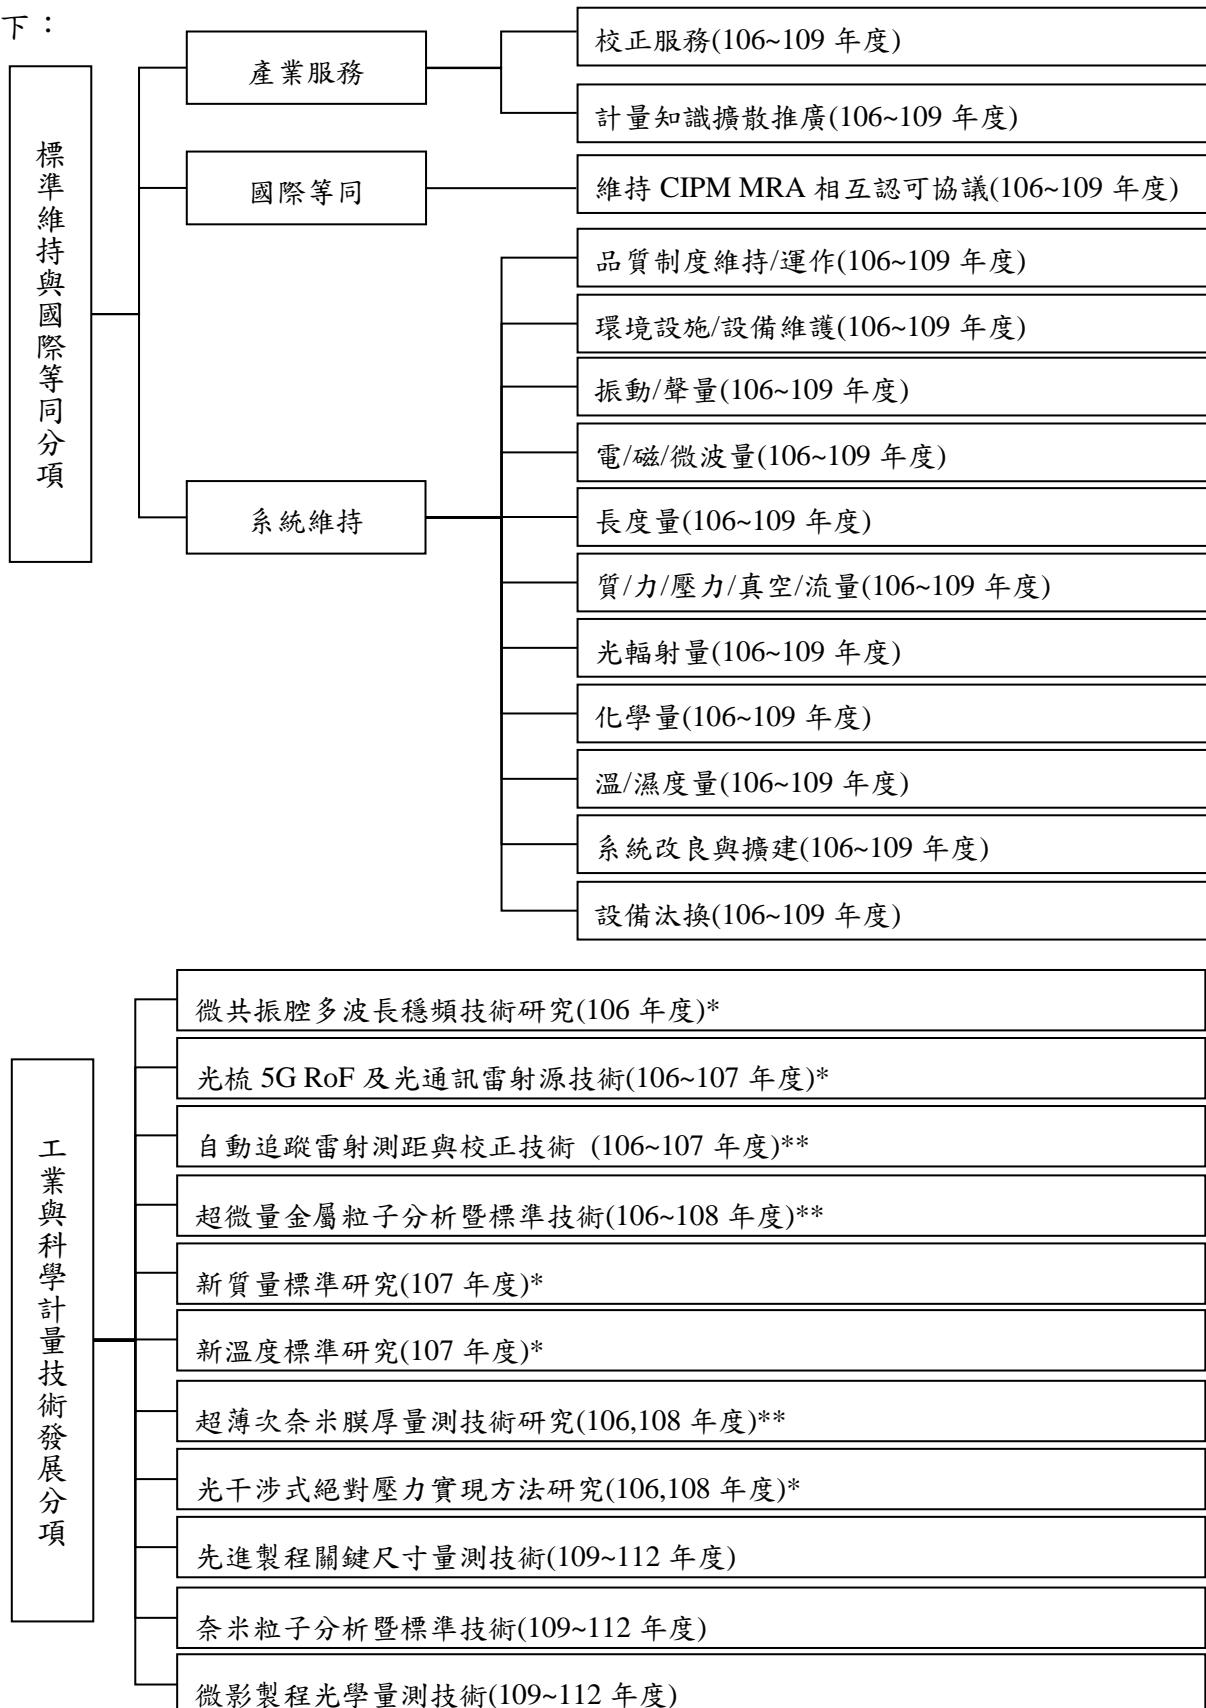 下：
標準維持與國際等同分項
產業服務
校正服務(106~109 年度)
計量知識擴散推廣(106~109 年度)
國際等同
維持 CIPM MRA 相互認可協議(106~109 年度)
系統維持
品質制度維持/運作(106~109 年度)
環境設施/設備維護(106~109 年度)
振動/聲量(106~109 年度)
電/磁/微波量(106~109 年度)
長度量(106~109 年度)
質/力/壓力/真空/流量(106~109 年度)
光輻射量(106~109 年度)
化學量(106~109 年度)
溫/濕度量(106~109 年度)
系統改良與擴建(106~109 年度)
設備汰換(106~109 年度)
工業與科學計量技術發展分項
微共振腔多波長穩頻技術研究(106 年度)*
光梳 5G RoF 及光通訊雷射源技術(106~107 年度)*
自動追蹤雷射測距與校正技術 (106~107 年度)**
超微量金屬粒子分析暨標準技術(106~108 年度)**
新質量標準研究(107 年度)*
新溫度標準研究(107 年度)*
超薄次奈米膜厚量測技術研究(106,108 年度)**
光干涉式絕對壓力實現方法研究(106,108 年度)*
先進製程關鍵尺寸量測技術(109~112 年度)
奈米粒子分析暨標準技術(109~112 年度)
微影製程光學量測技術(109~112 年度)